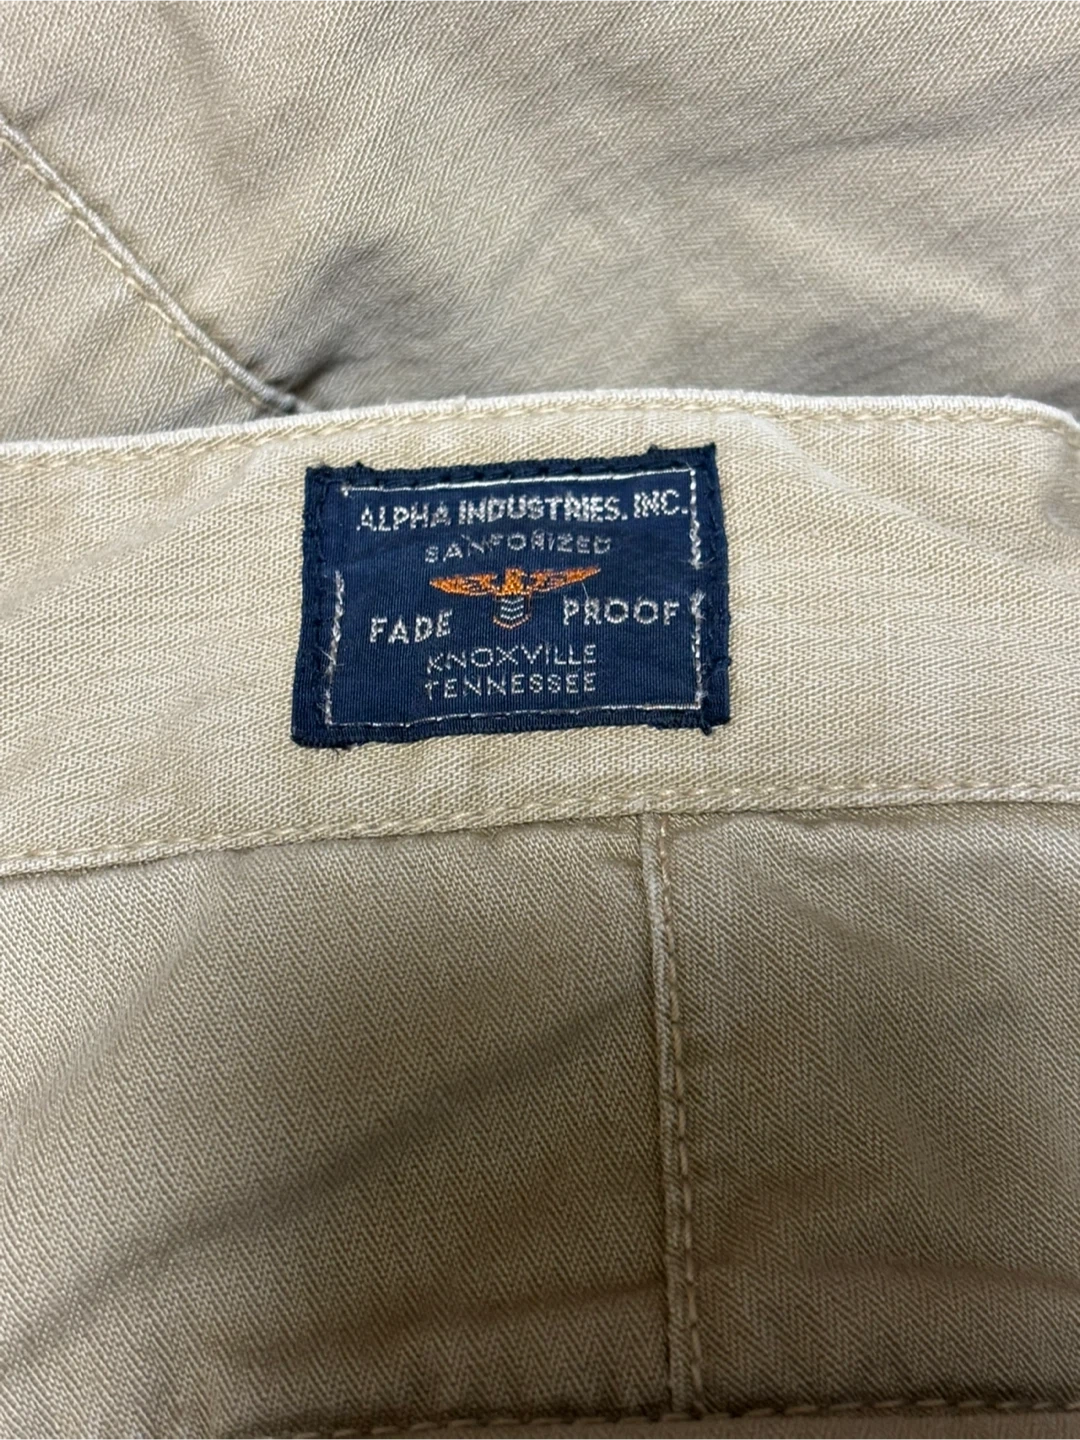 ALPHA INDUSTRIES. INC.
SANFORIZED
FADE PROOF
KNOXVILLE
TENNESSEE